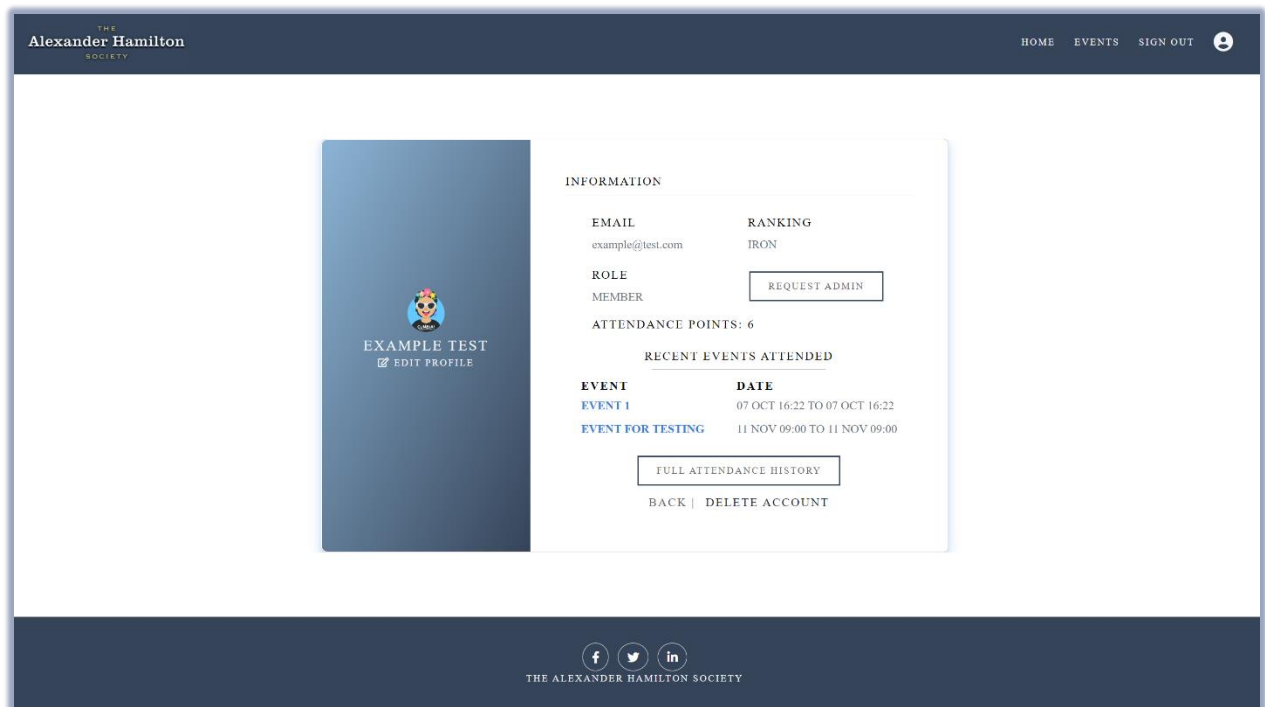 THE
Alexander Hamilton
SOCIETY
HOME EVENTS SIGN OUT
EXAMPLE TEST
EDIT PROFILE
INFORMATION
EMAIL RANKING
example@test.com IRON
ROLE
MEMBER
REQUEST ADMIN
ATTENDANCE POINTS: 6
RECENT EVENTS ATTENDED
EVENT DATE
EVENT 1 07 OCT 16:22 TO 07 OCT 16:22
EVENT FOR TESTING 11 NOV 09:00 TO 11 NOV 09:00
FULL ATTENDANCE HISTORY
BACK | DELETE ACCOUNT
THE ALEXANDER HAMILTON SOCIETY